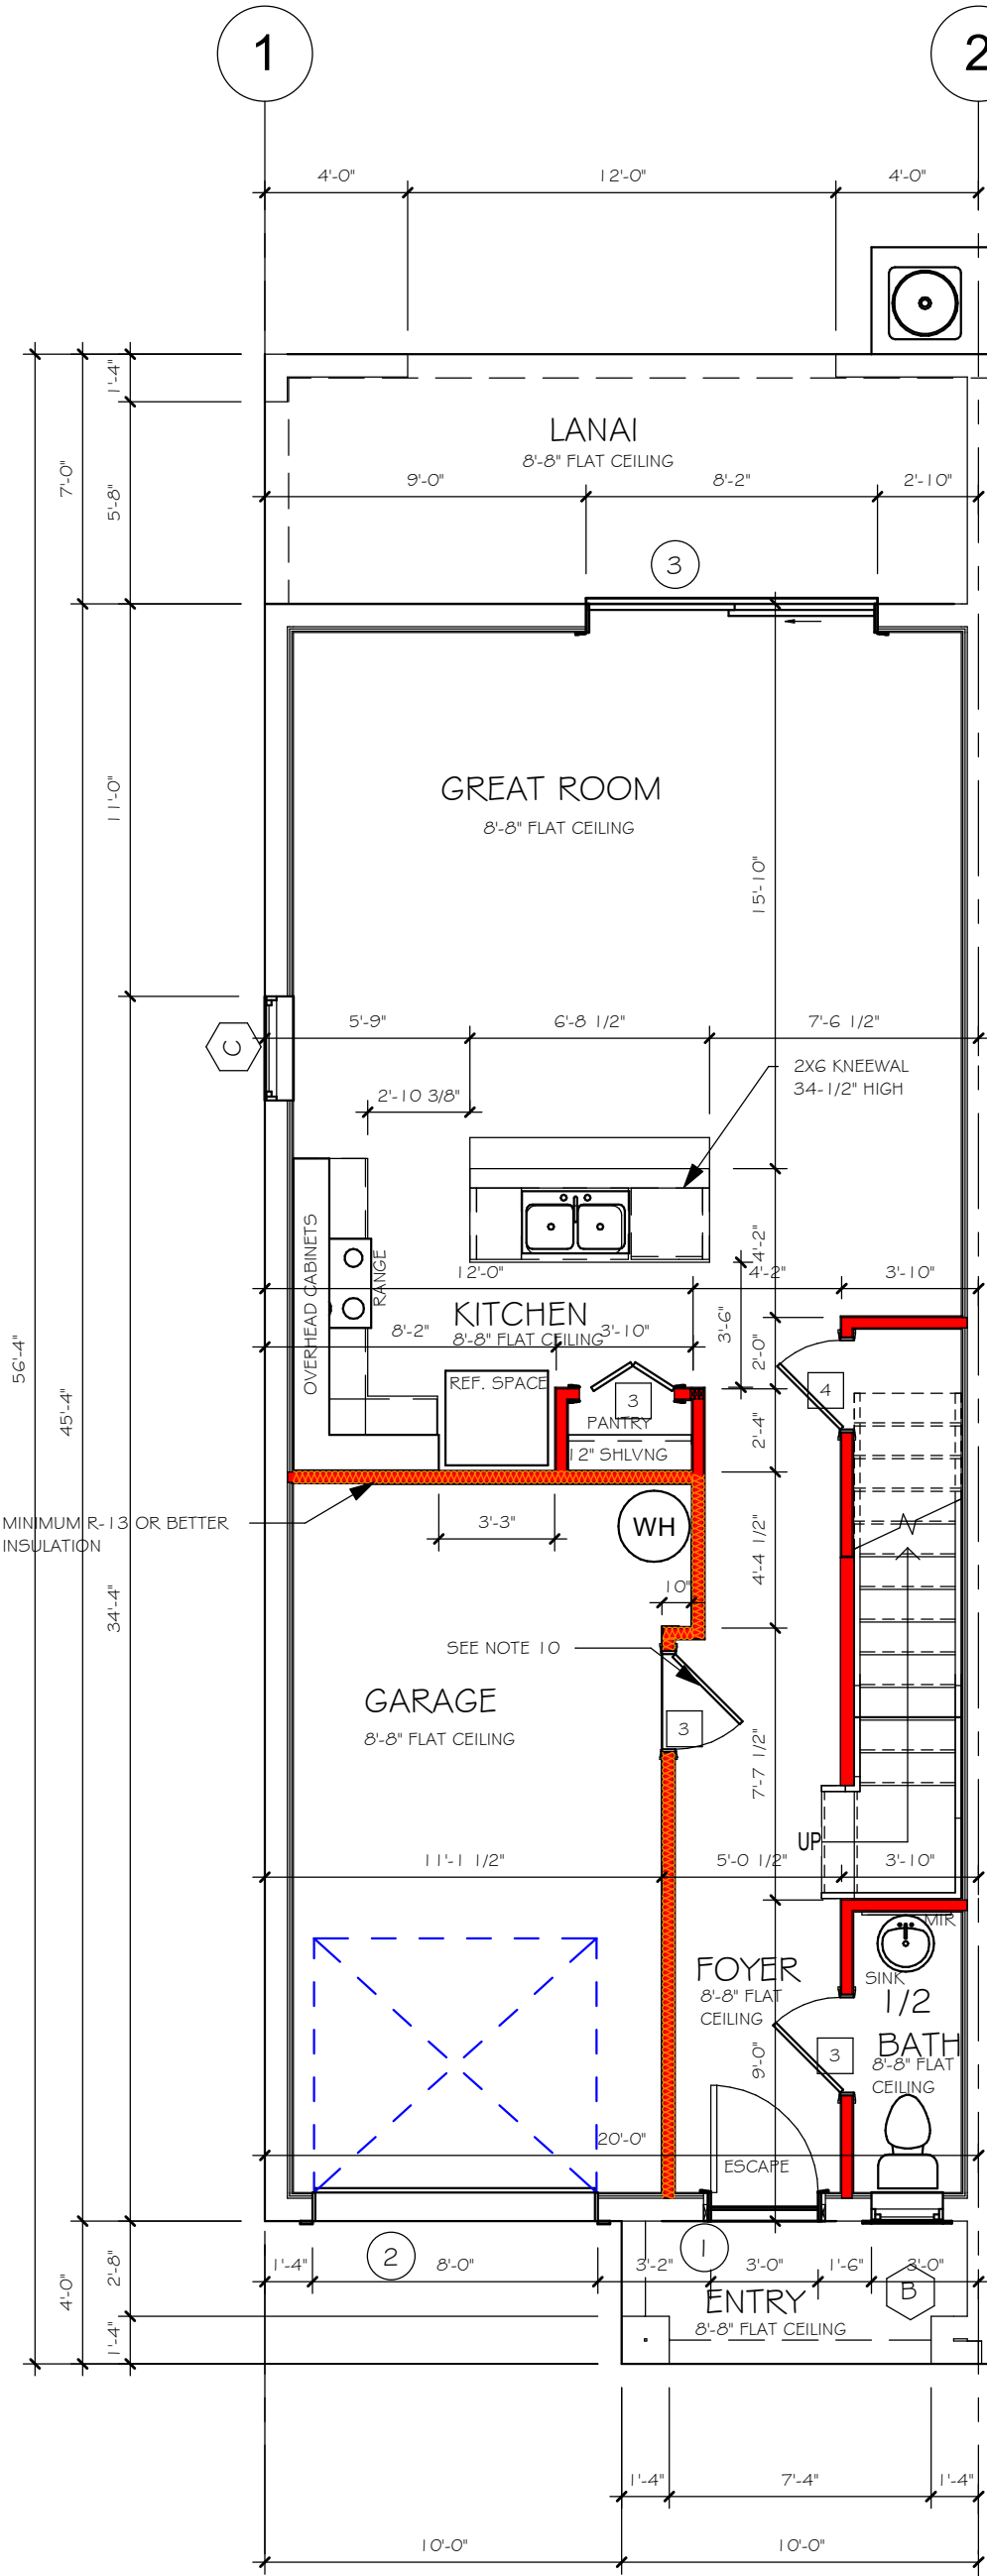 1
2
4'-0"
12'-0"
4'-0"
1'-4"
7'-0"
5'-8"
LANAI
8'-8" FLAT CEILING
9'-0"
8'-2"
2'-10"
3
11'-0"
GREAT ROOM
8'-8" FLAT CEILING
15'-10"
5'-9"
6'-8 1/2"
7'-6 1/2"
C
2X6 KNEEWAL
34-1/2" HIGH
2'-10 3/8"
OVERHEAD CABINETS
RANGE
4'-2"
12'-0"
4'-2"
3'-10"
KITCHEN
8'-8" FLAT CEILING
8'-2"
3'-10"
3'-6"
2'-0"
56'-4"
45'-4"
REF. SPACE
3
4
PANTRY
12" SHLVNG
2'-4"
MINIMUM R-13 OR BETTER
INSULATION
3'-3"
WH
4'-4 1/2"
34'-4"
10"
SEE NOTE 10
GARAGE
8'-8" FLAT CEILING
3
7'-7 1/2"
UP
11'-1 1/2"
5'-0 1/2"
3'-10"
MIR
FOYER
8'-8" FLAT
CEILING
SINK
1/2
BATH
8'-8" FLAT
CEILING
3
9'-0"
20'-0"
ESCAPE
2
1
1'-4"
8'-0"
3'-2"
3'-0"
1'-6"
3'-0"
B
4'-0"
2'-8"
1'-4"
ENTRY
8'-8" FLAT CEILING
1'-4"
7'-4"
1'-4"
10'-0"
10'-0"